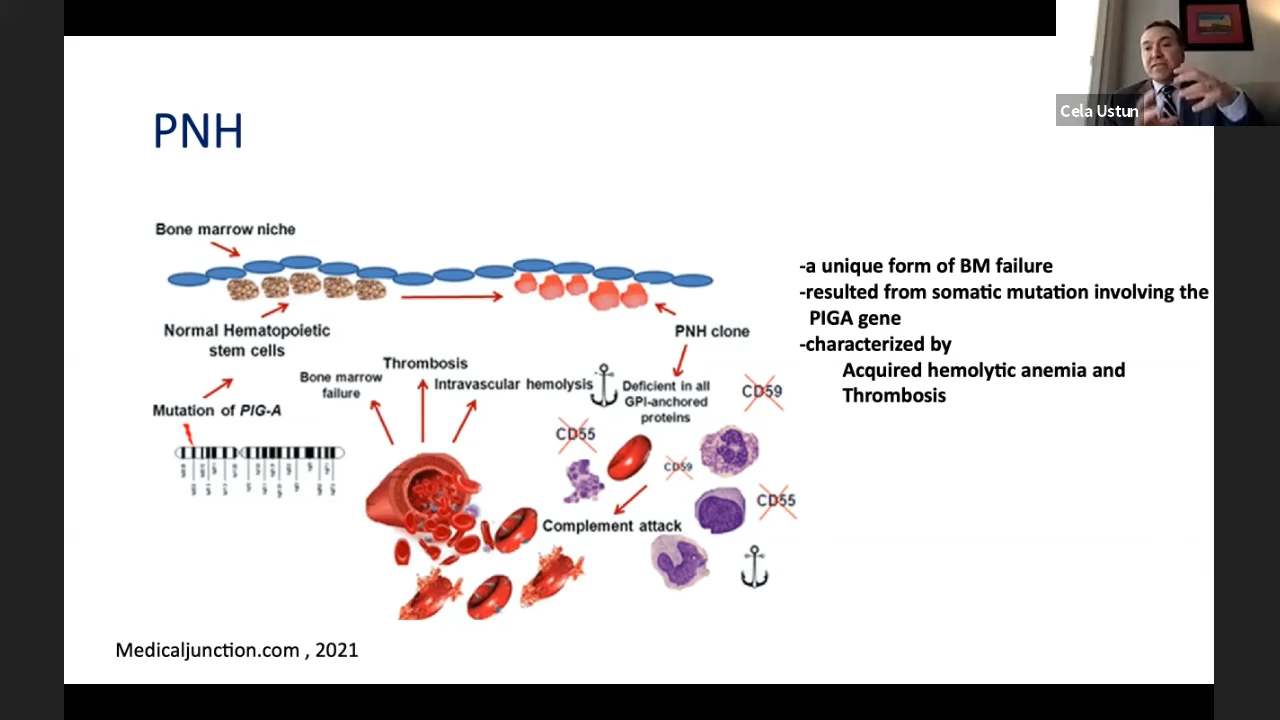 Cela Ustun
PNH
Bone marrow niche
Normal Hematopoietic
stem cells
PNH clone
Mutation of PIG-A
Bone marrow
failure
Thrombosis
Intravascular hemolysis
Deficient in all
GPI-anchored
proteins
CD59
CD55
CD59
CD55
Complement attack
-a unique form of BM failure
-resulted from somatic mutation involving the
PIGA gene
-characterized by
Acquired hemolytic anemia and
Thrombosis
Medicaljunction.com , 2021